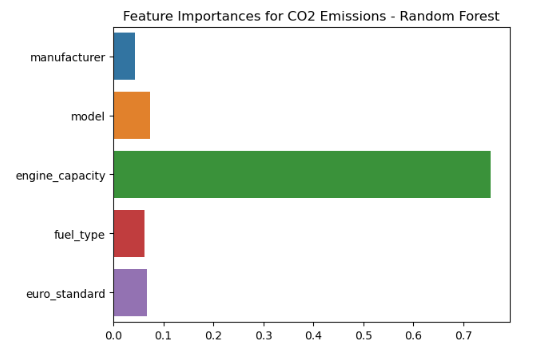 Feature Importances for CO2 Emissions - Random Forest
manufacturer
model
engine_capacity
fuel_type
euro_standard
0.0 0.1 0.2 0.3 0.4 0.5 0.6 0.7